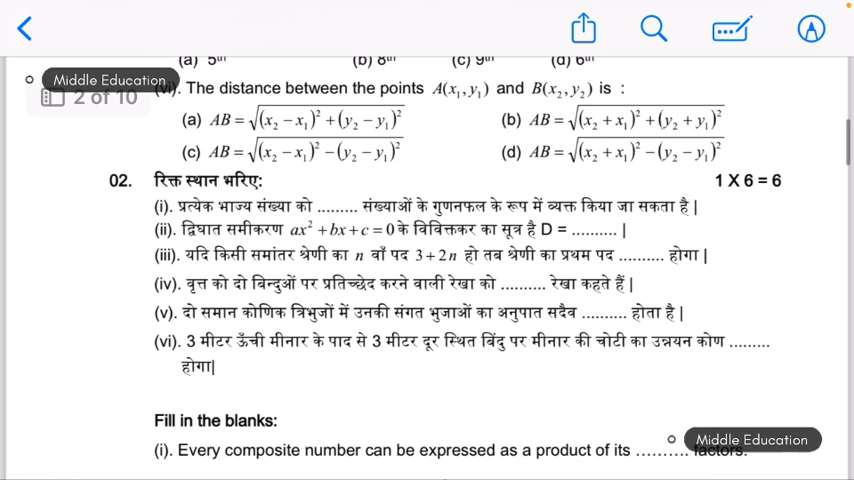 (a) 5th (b) 8th (c) 9th (d) 6th
Middle Education
2 of 10
(vi). The distance between the points A(x₁, y₁) and B(x₂, y₂) is :
(a) AB = √((x₂ − x₁)² + (y₂ − y₁)²) (b) AB = √((x₂ + x₁)² + (y₂ + y₁)²)
(c) AB = √((x₂ − x₁)² − (y₂ − y₁)²) (d) AB = √((x₂ + x₁)² − (y₂ − y₁)²)
02. रिक्त स्थान भरिए: 1 X 6 = 6
(i). प्रत्येक भाज्य संख्या को ......... संख्याओं के गुणनफल के रूप में व्यक्त किया जा सकता है |
(ii). द्विघात समीकरण ax² + bx + c = 0 के विविक्तकर का सूत्र है D = .......... |
(iii). यदि किसी समांतर श्रेणी का n वाँ पद 3 + 2n हो तब श्रेणी का प्रथम पद .......... होगा |
(iv). वृत्त को दो बिन्दुओं पर प्रतिच्छेद करने वाली रेखा को .......... रेखा कहते हैं |
(v). दो समान कोणिक त्रिभुजों में उनकी संगत भुजाओं का अनुपात सदैव .......... होता है |
(vi). 3 मीटर ऊँची मीनार के पाद से 3 मीटर दूर स्थित बिंदु पर मीनार की चोटी का उन्नयन कोण .........
होगा|
Fill in the blanks:
Middle Education
(i). Every composite number can be expressed as a product of its .......... factors.